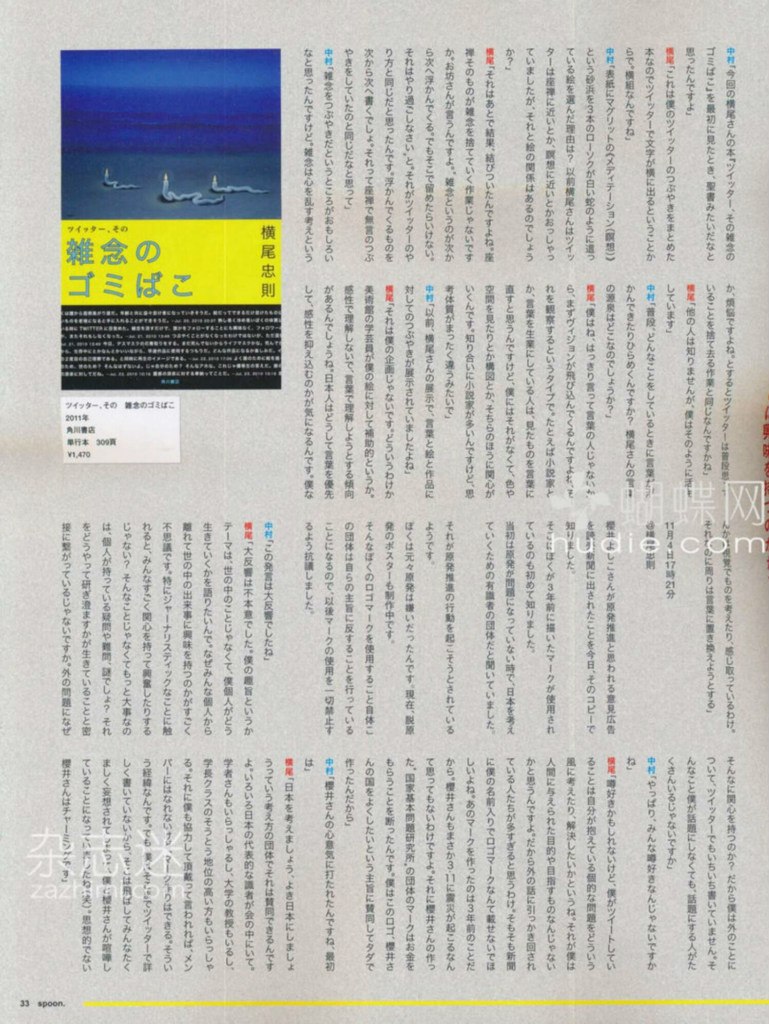 中村「今回の横尾さんの本『ツイッター、その雑念の
ゴミばこ』を最初に見たとき、聖書みたいだなと
思ったんですよ」
横尾「これは僕のツイッターのつぶやきをまとめた
本なのでツイッターで文字が横に出るということか
らで。横組なんですね」
中村「表紙にマグリットの《メディテーション（瞑想）》
という砂浜を3本のローソクが白い蛇のように這っ
ている絵を選んだ理由は？ 以前横尾さんはツイッ
ターは座禅に近いとか、瞑想に近いとかおっしゃっ
ていましたが、それと絵の関係はあるのでしょう
か？」
横尾「それはあとで結果、結びついたんですよね。座
禅そのものが雑念を捨てていく作業じゃないです
か。お坊さんが言うんですよ。雑念というのが次か
ら次へ浮かんでくる。でもそこで留めたらいけない。
それはやり過ごしなさい」と。それがツイッターのや
り方と同じだと思ったんです。浮かんでくるものを
次から次へ書くでしょ。それって座禅で無言のつぶ
やきをしていたのと同じだなと思って」
中村「雑念をつぶやきだというところがおもしろい
なと思ったんですけど。雑念は心を乱す考えという
か、煩悩ですよね。とするとツイッターは普段思って
いることを捨て去る作業と同じなんですかね」
横尾「他の人は知りませんが、僕はそのように活用
しています」
中村「普段、どんなことをしているときに言葉が浮
かんできたりひらめくんですか？ 横尾さんの言葉
の源泉はどこなのでしょうか？」
横尾「僕はね、はっきり言って言葉の人じゃないか
ら、まずヴィジョンが飛び込んでくるんですよね。そ
れを観察するというタイプで。たとえば小説家と
か、言葉を生業にしている人は、見たものを言葉に
直すと思うんですけど、僕にはそれがなくて、色や
空間を見たりとか構図とか、そちらのほうに関心が
いくんです。知り合いに小説家が多いんですけど、思
考体質がまったく違うみたいで」
中村「以前、横尾さんの展示で、言葉と絵と作品に
対してのつぶやきが展示されていましたよね」
横尾「それは僕の企画じゃないです。どういうわけか
美術館の学芸員が僕の絵に対して補助的というか。
感性で理解しないで、言葉で理解しようとする傾向
があるんでしょうね。日本人はどうして言葉を優先
して、感性を抑え込むのかが気になるんです。僕な
んか感覚でものを考えたり、感じ取っているわけ。
それなのに周りは言葉に置き換えようとする」
@横尾忠則
11月4日17時21分
櫻井よしこさんが原発推進と思われる意見広告
を読売新聞に出されたことを今日、そのコピーで
知りました。
そこにぼくが3年前に描いたマークが使用され
ているのも初めて知りました。
当初は原発が問題になっていない時で、日本を考え
ていくための有識者の団体だと聞いていました。
それが原発推進の行動を起こそうとされている
ようです。
ぼくは元々原発は嫌いだったんです。現在、脱原
発のポスターも制作中です。
そんなぼくのロゴマークを使用すること自体こ
の団体は自らの主旨に反することを行っている
ことになるので、以後マークの使用を一切禁止す
るよう抗議しました。
中村「この発言は大反響でしたね」
横尾「大反響は不本意でした。僕の趣旨というか
テーマは、世の中のことじゃなくて、僕個人がどう
生きていくかを語りたいんで。なぜみんな個人から
離れて世の中の出来事に興味を持つのかがすごく
不思議です。特にジャーナリスティックなことに触
れると、みんなすごく関心を持って興奮したりする
じゃない？ そんなことじゃなくてもっと大事なの
は、個人が持っている疑問や難問、謎でしょ？ それ
をどうやって研ぎ澄ますかが生きていることと密
接に繋がっているじゃないですか。外の問題になぜ
そんなに関心を持つのか？。だから僕は外のことに
ついて、ツイッターでもいちいち書いていません。そ
んなこと僕が話題にしなくても、話題にする人がた
くさんいるじゃないですか」
中村「やっぱり、みんな噂好きなんじゃないですか
ね」
横尾「噂好きかもしれないけど、僕がツイートしてい
ることは自分が抱えている個的な問題をどういう
風に考えたり、解決したいかというね。それが僕は
人間に与えられた目的や目指すものなんじゃない
かと思うんですよ。だから外の話に引っかき回され
ている人たちが多すぎると思うわけ。そもそも新聞
に僕の名前入りでロゴマークなんて載せないでほ
しいよね。あのマークを作ったのは3年前のことだ
から。櫻井さんもまさか3.11に震災が起こるなん
て思ってもないわけですよ。それに櫻井さんの作っ
た『国家基本問題研究所』の団体のマークはお金を
もらうことを断ったんです。僕はこのロゴ、櫻井さ
んの国をよくしたいという主旨に賛同してタダで
作ったんだから」
中村「櫻井さんの心意気に打たれたんですね、最初
は」
横尾「日本を考えましょう、よき日本にしましょ
うっていう考え方の団体でそれは賛同できるんです
よ。いろいろ日本の代表的な識者が会の中にいて。
学者さんもいらっしゃるし、大学の教授もいるし、
学長クラスのそうとう地位の高い方もいらっしゃ
る。それに僕も協力して頂戴って言われれば、メン
バーにはなれないけど、ロゴ作りはできる。そうい
う経緯なんです。でも、僕はそこまでツイッターで詳
しく書いていないから、そこは飛ばしてみんなたく
ましく妄想されてしまって、僕は櫻井さんが喧嘩し
ていることになっていましたね（笑）。思想的でない
櫻井さんはチャーミングです」
ツイッター、その
雑念の
ゴミばこ
横尾忠則
角川書店
ツイッター、その 雑念のゴミばこ
2011年
角川書店
単行本 309頁
¥1,470
蝴蝶网
hudie.com
杂志迷
zazhimi.com
33 spoon.